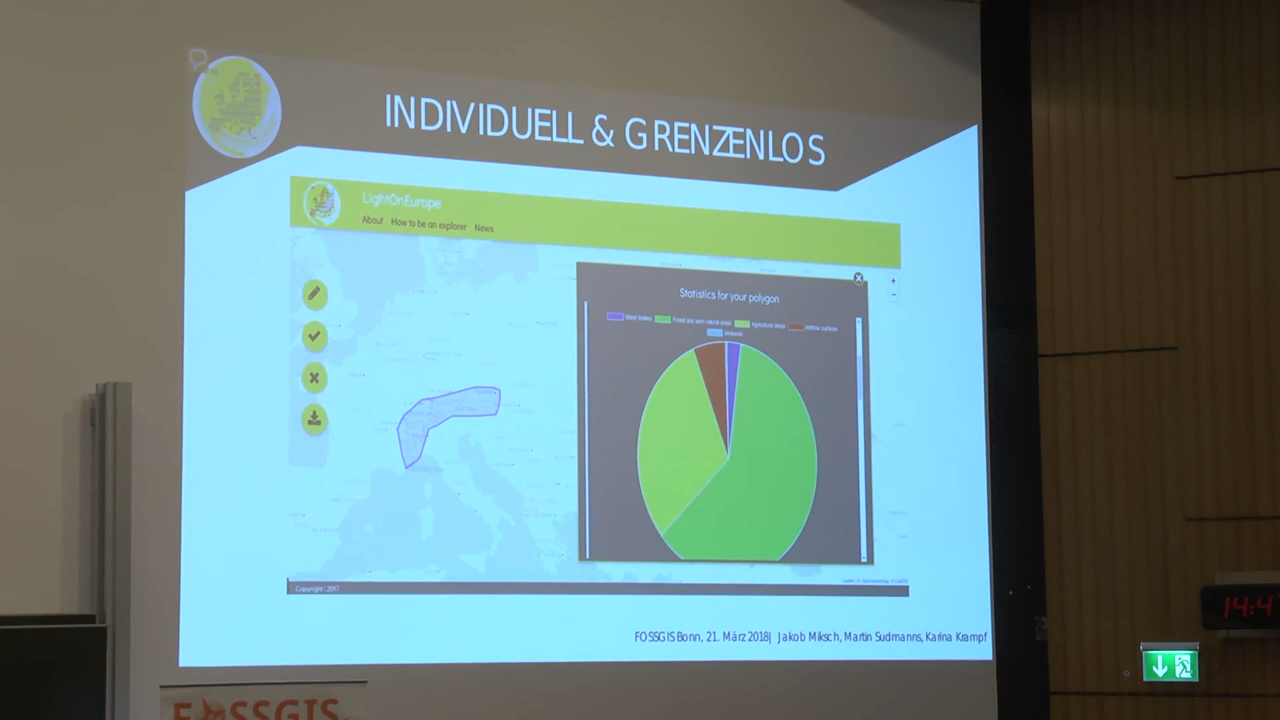 INDIVIDUELL & GRENZENLOS
LightOnEurope
About How to be an explorer News
Statistics for your polygon
Water bodies Forest and semi natural areas Agricultural areas Artificial surfaces
Wetlands
+
-
Copyright: 2017
FOSSGIS Bonn, 21. März 2018| Jakob Miksch, Martin Sudmanns, Karina Krampf
14:4
FOSSGIS